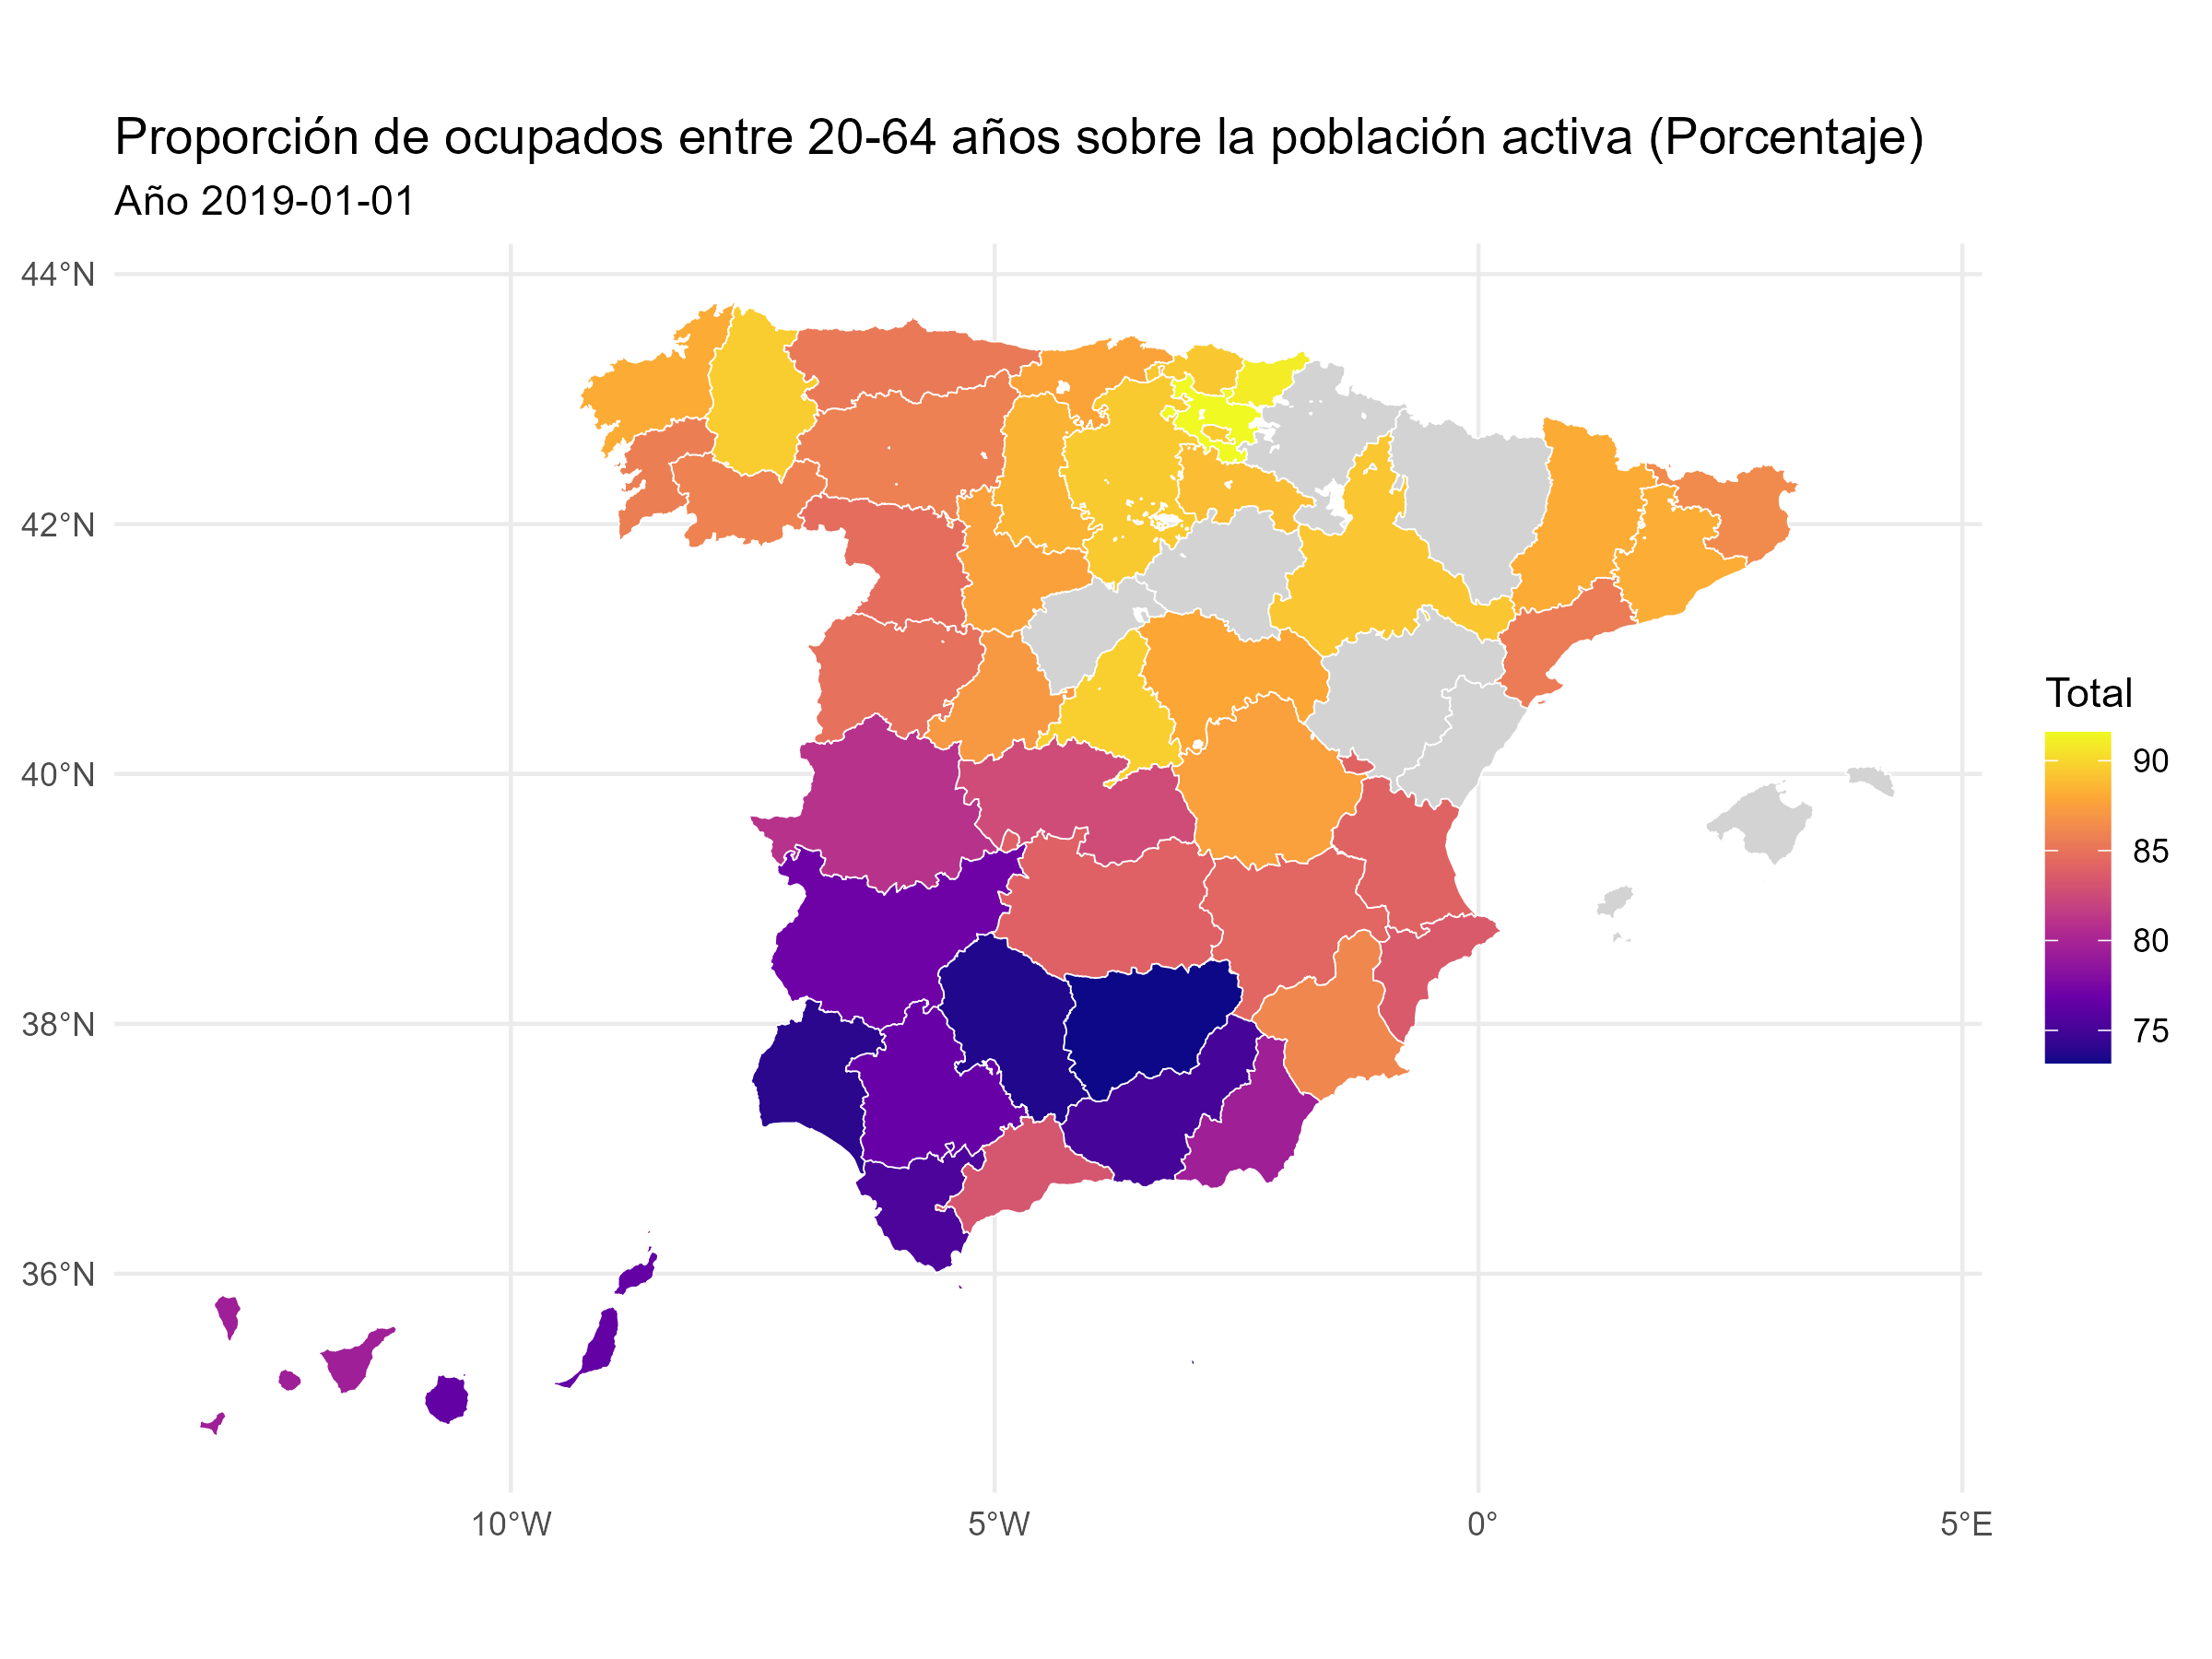 Proporción de ocupados entre 20-64 años sobre la población activa (Porcentaje)
Año 2019-01-01
44°N
42°N
40°N
38°N
36°N
10°W
5°W
0°
5°E
Total
90
85
80
75